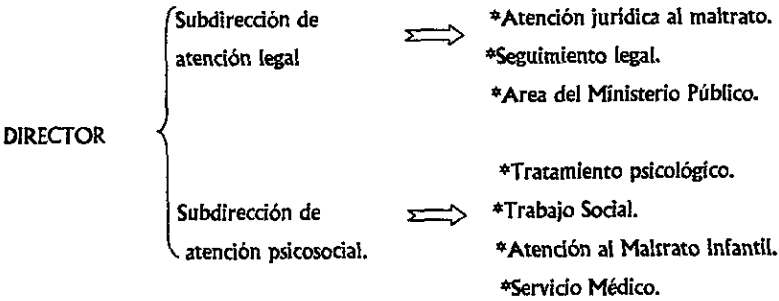 DIRECTOR
Subdirección de
atención legal
*Atención jurídica al maltrato.
*Seguimiento legal.
*Area del Ministerio Público.
Subdirección de
atención psicosocial.
*Tratamiento psicológico.
*Trabajo Social.
*Atención al Maltrato Infantil.
*Servicio Médico.